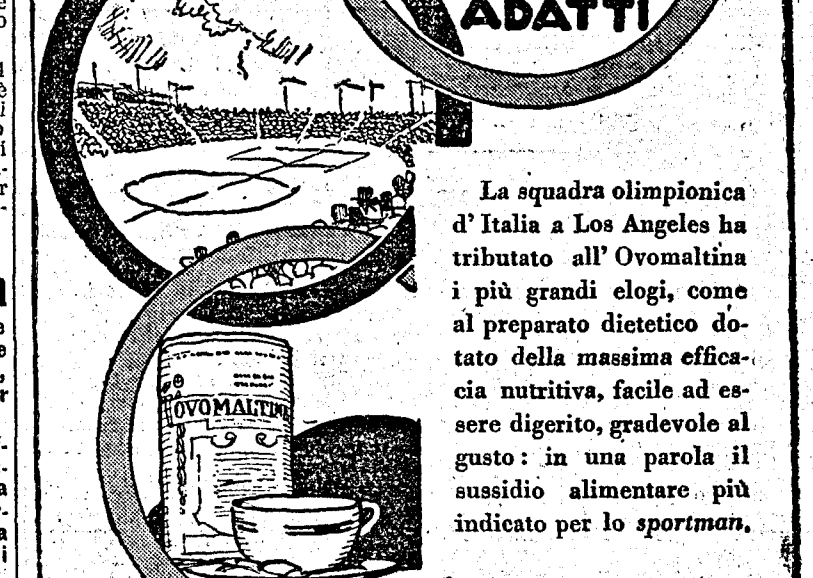 ADATTI
La squadra olimpionica
d' Italia a Los Angeles ha
tributato all' Ovomaltina
i più grandi elogi, come
al preparato dietetico do-
tato della massima effica-
cia nutritiva, facile ad es-
sere digerito, gradevole al
gusto: in una parola il
sussidio alimentare più
indicato per lo sportman.
OVOMALTINA